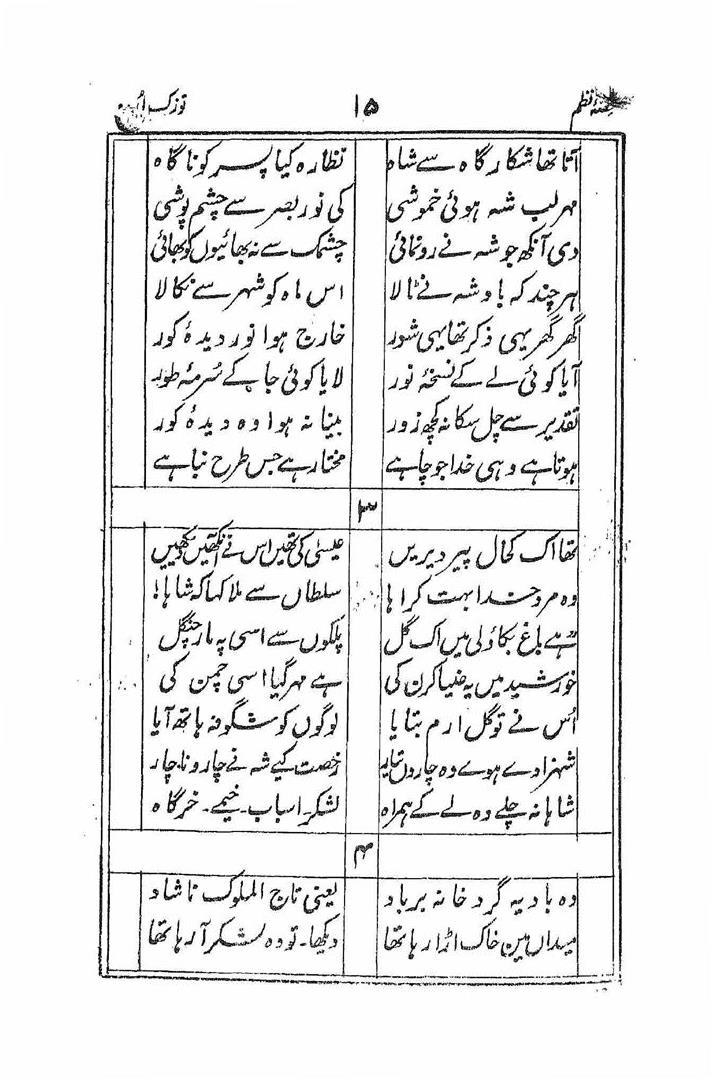 حصۂ نظم ۱۵ توزک
آتا تھا شکار گاہ سے شاہ نظارہ کیا پسر کو ناگاہ
مہر لب شہ ہوئی خموشی کی نور بصر سے چشم پوشی
دی آنکھ جو شہ نے رونمائی چشمک سے نہ بھائیوں کو بھائی
ہر چند کہ بادشہ نے ٹالا اس ماہ کو شہر سے نکالا
گھر گھر یہی ذکر تھا یہی شور خارج ہوا نور دیدۂ کور
آیا کوئی لے کے نسخۂ نور لایا کوئی جا کے سُرمۂ طور
تقدیر سے چل سکا نہ کچھ زور بینا نہ ہوا وہ دیدۂ کور
ہوتا ہے وہی خدا جو چاہے مختار ہے جس طرح نباہے
۳
تھا اک کحال پیر دیریں عیسیٰ کی تھیں اس نے آنکھیں دیکھیں
وہ مرد خدا بہت کراہا سلطاں سے ملا کہا کہ شاہا!
ہے باغ بکاؤلی میں اک گل پلکوں سے اسی پہ مار چنگل
خورشید میں یہ ضیا کرن کی ہے مہر گیا اسی چمن کی
اُس نے تو گل ارم بتایا لوگوں کو شگوفہ ہاتھ آیا
شہزادے ہوے وہ چاروں تیار رخصت کیے شہ نے چار و ناچار
شاہانہ چلے وہ لے کے ہمراہ لشکر۔ اسباب۔ خیمے۔ خرگاہ
۴
وہ بادیہ گرد خانہ برباد یعنی تاج الملوک ناشاد
میداں میں خاک اڑا رہا تھا دیکھا۔ تو وہ لشکر آ رہا تھا